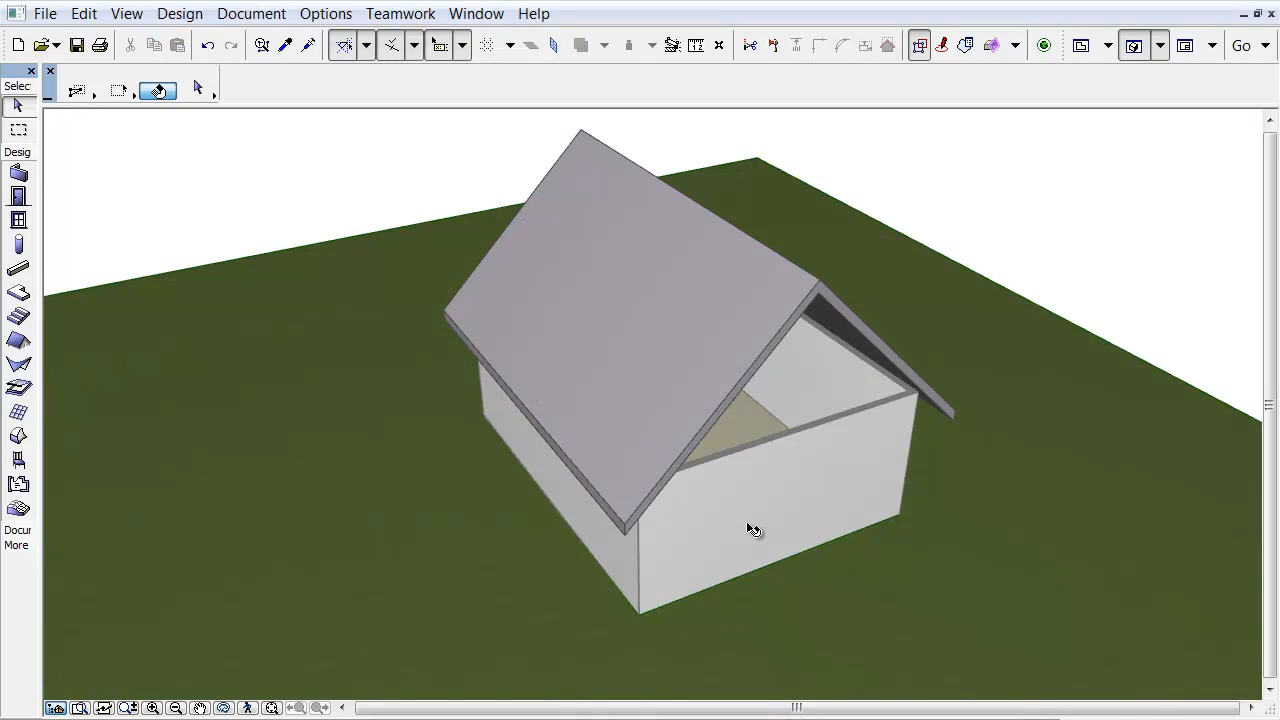 File Edit View Design Document Options Teamwork Window Help
Go
Selec
Desig
Docur
More